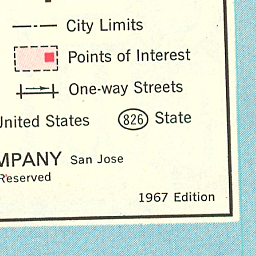 City Limits
Points of Interest
One-way Streets
United States 826 State
MPANY San Jose
Reserved
1967 Edition